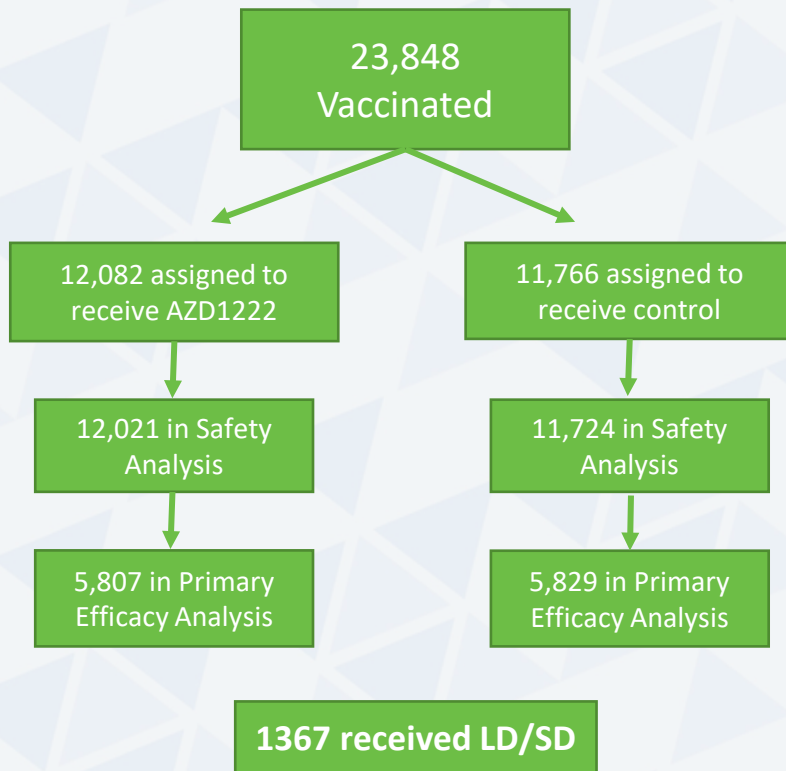 23,848
Vaccinated
12,082 assigned to
receive AZD1222
11,766 assigned to
receive control
12,021 in Safety
Analysis
11,724 in Safety
Analysis
5,807 in Primary
Efficacy Analysis
5,829 in Primary
Efficacy Analysis
1367 received LD/SD